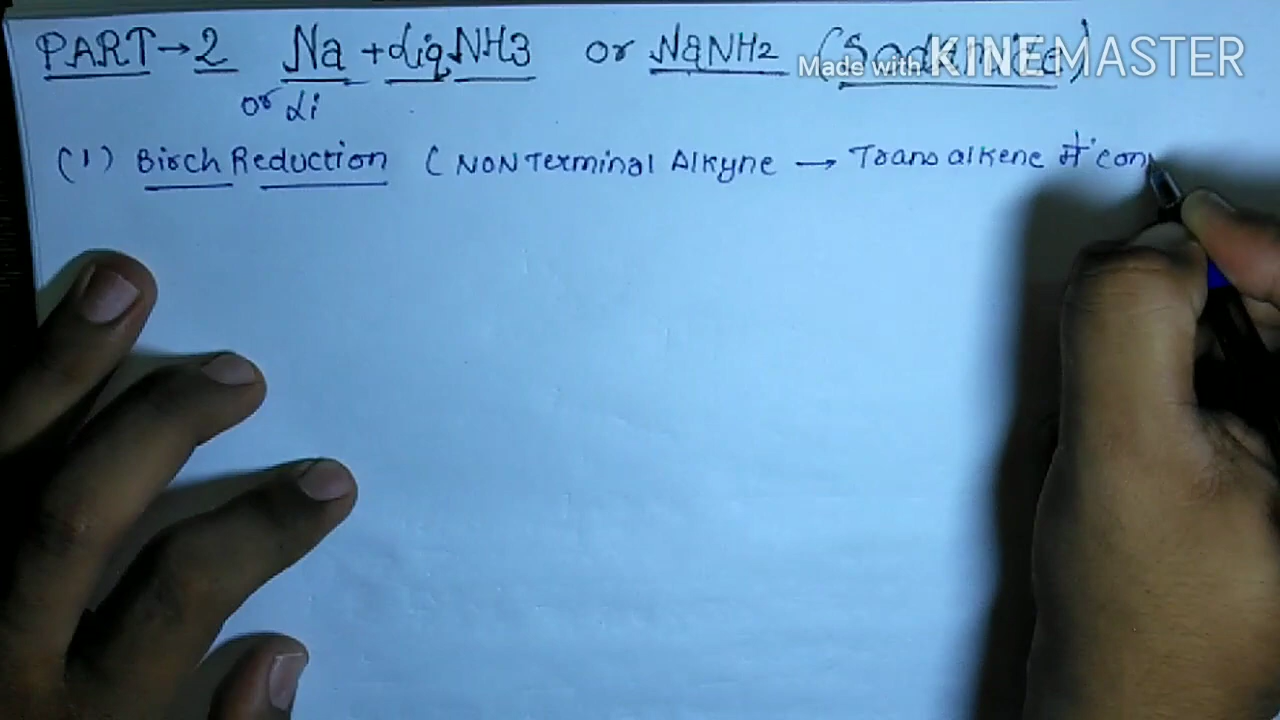 PART→2 Na + liq NH3 or NaNH2 (Sodamide)
Made with KINEMASTER
or Li
(1) Birch Reduction (NON Terminal Alkyne → Trans alkene में con